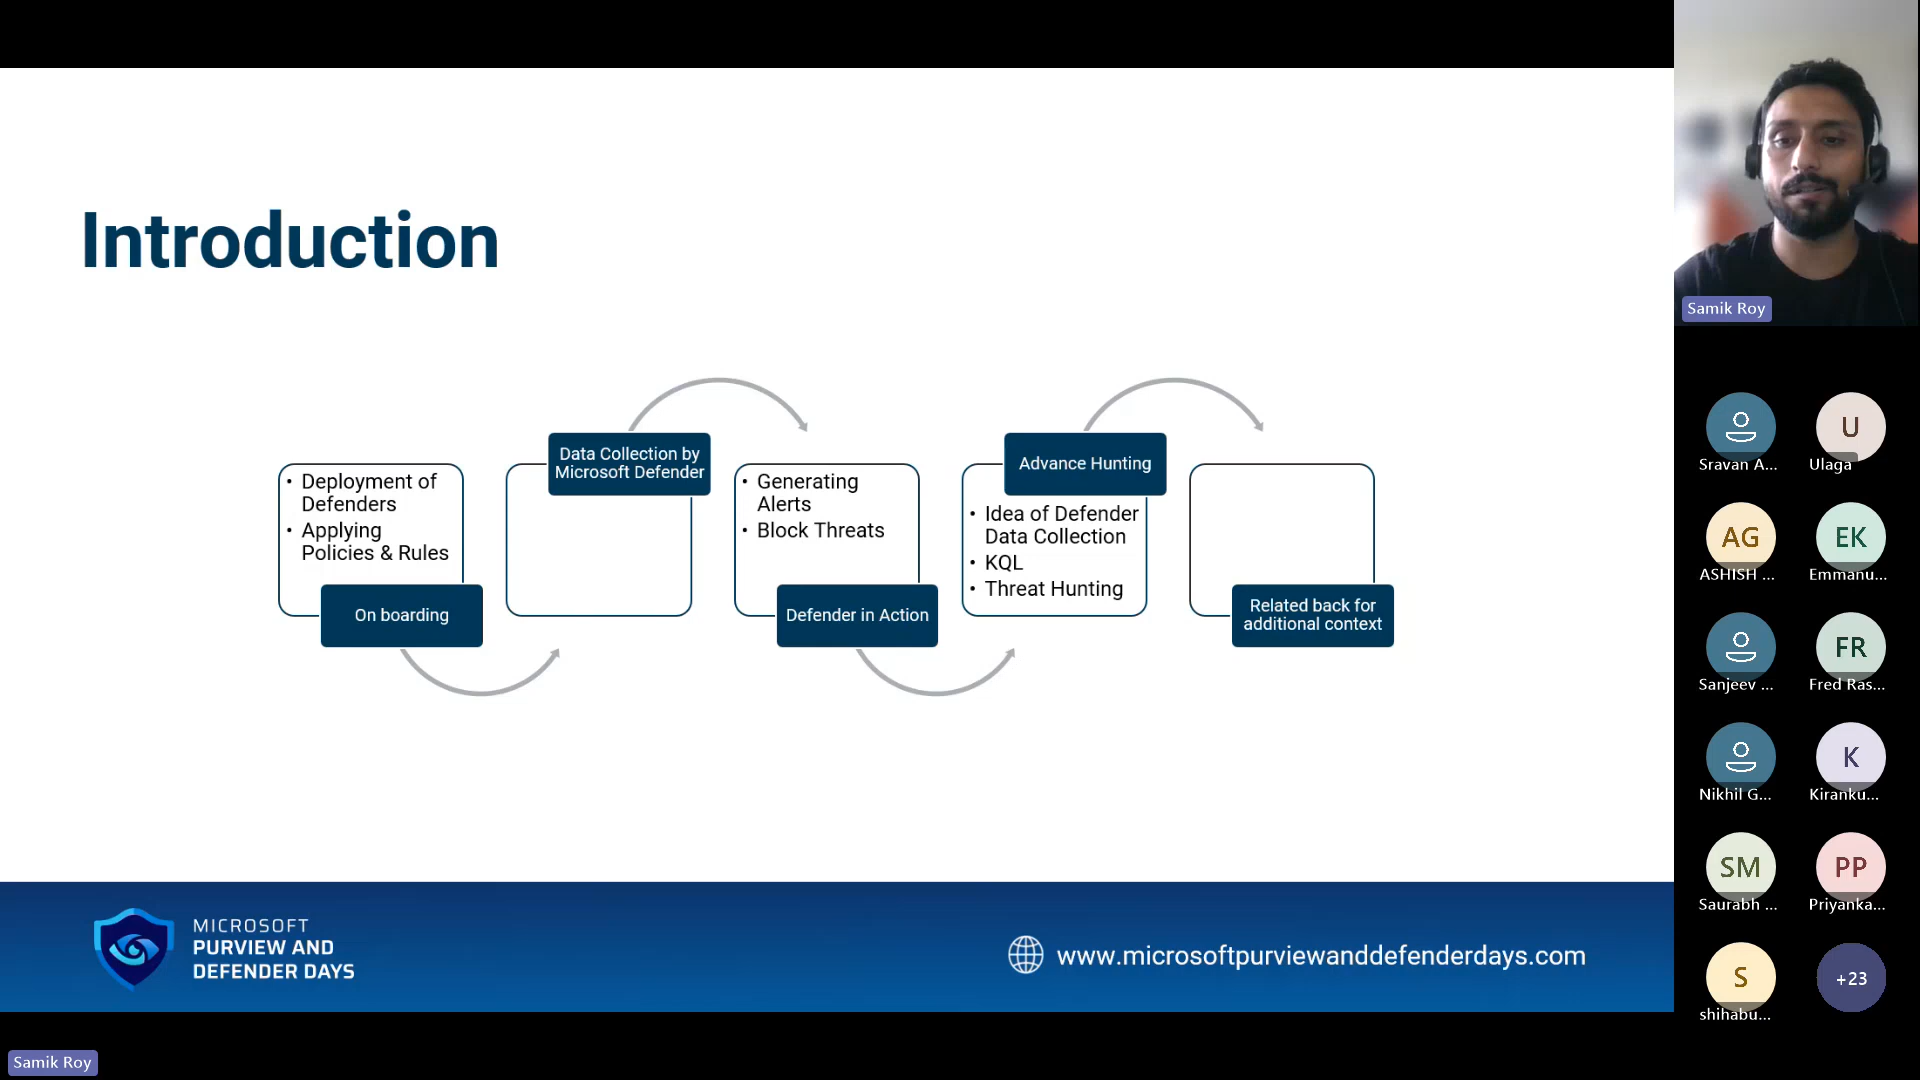 Introduction
• Deployment of
Defenders
• Applying
Policies & Rules
On boarding
Data Collection by
Microsoft Defender
• Generating
Alerts
• Block Threats
Defender in Action
Advance Hunting
• Idea of Defender
Data Collection
• KQL
• Threat Hunting
Related back for
additional context
MICROSOFT
PURVIEW AND
DEFENDER DAYS
www.microsoftpurviewanddefenderdays.com
Samik Roy
Samik Roy
Sravan A...
U
Ulaga
AG
ASHISH ...
EK
Emmanu...
Sanjeev ...
FR
Fred Ras...
Nikhil G...
K
Kiranku...
SM
Saurabh ...
PP
Priyanka...
S
shihabu...
+23